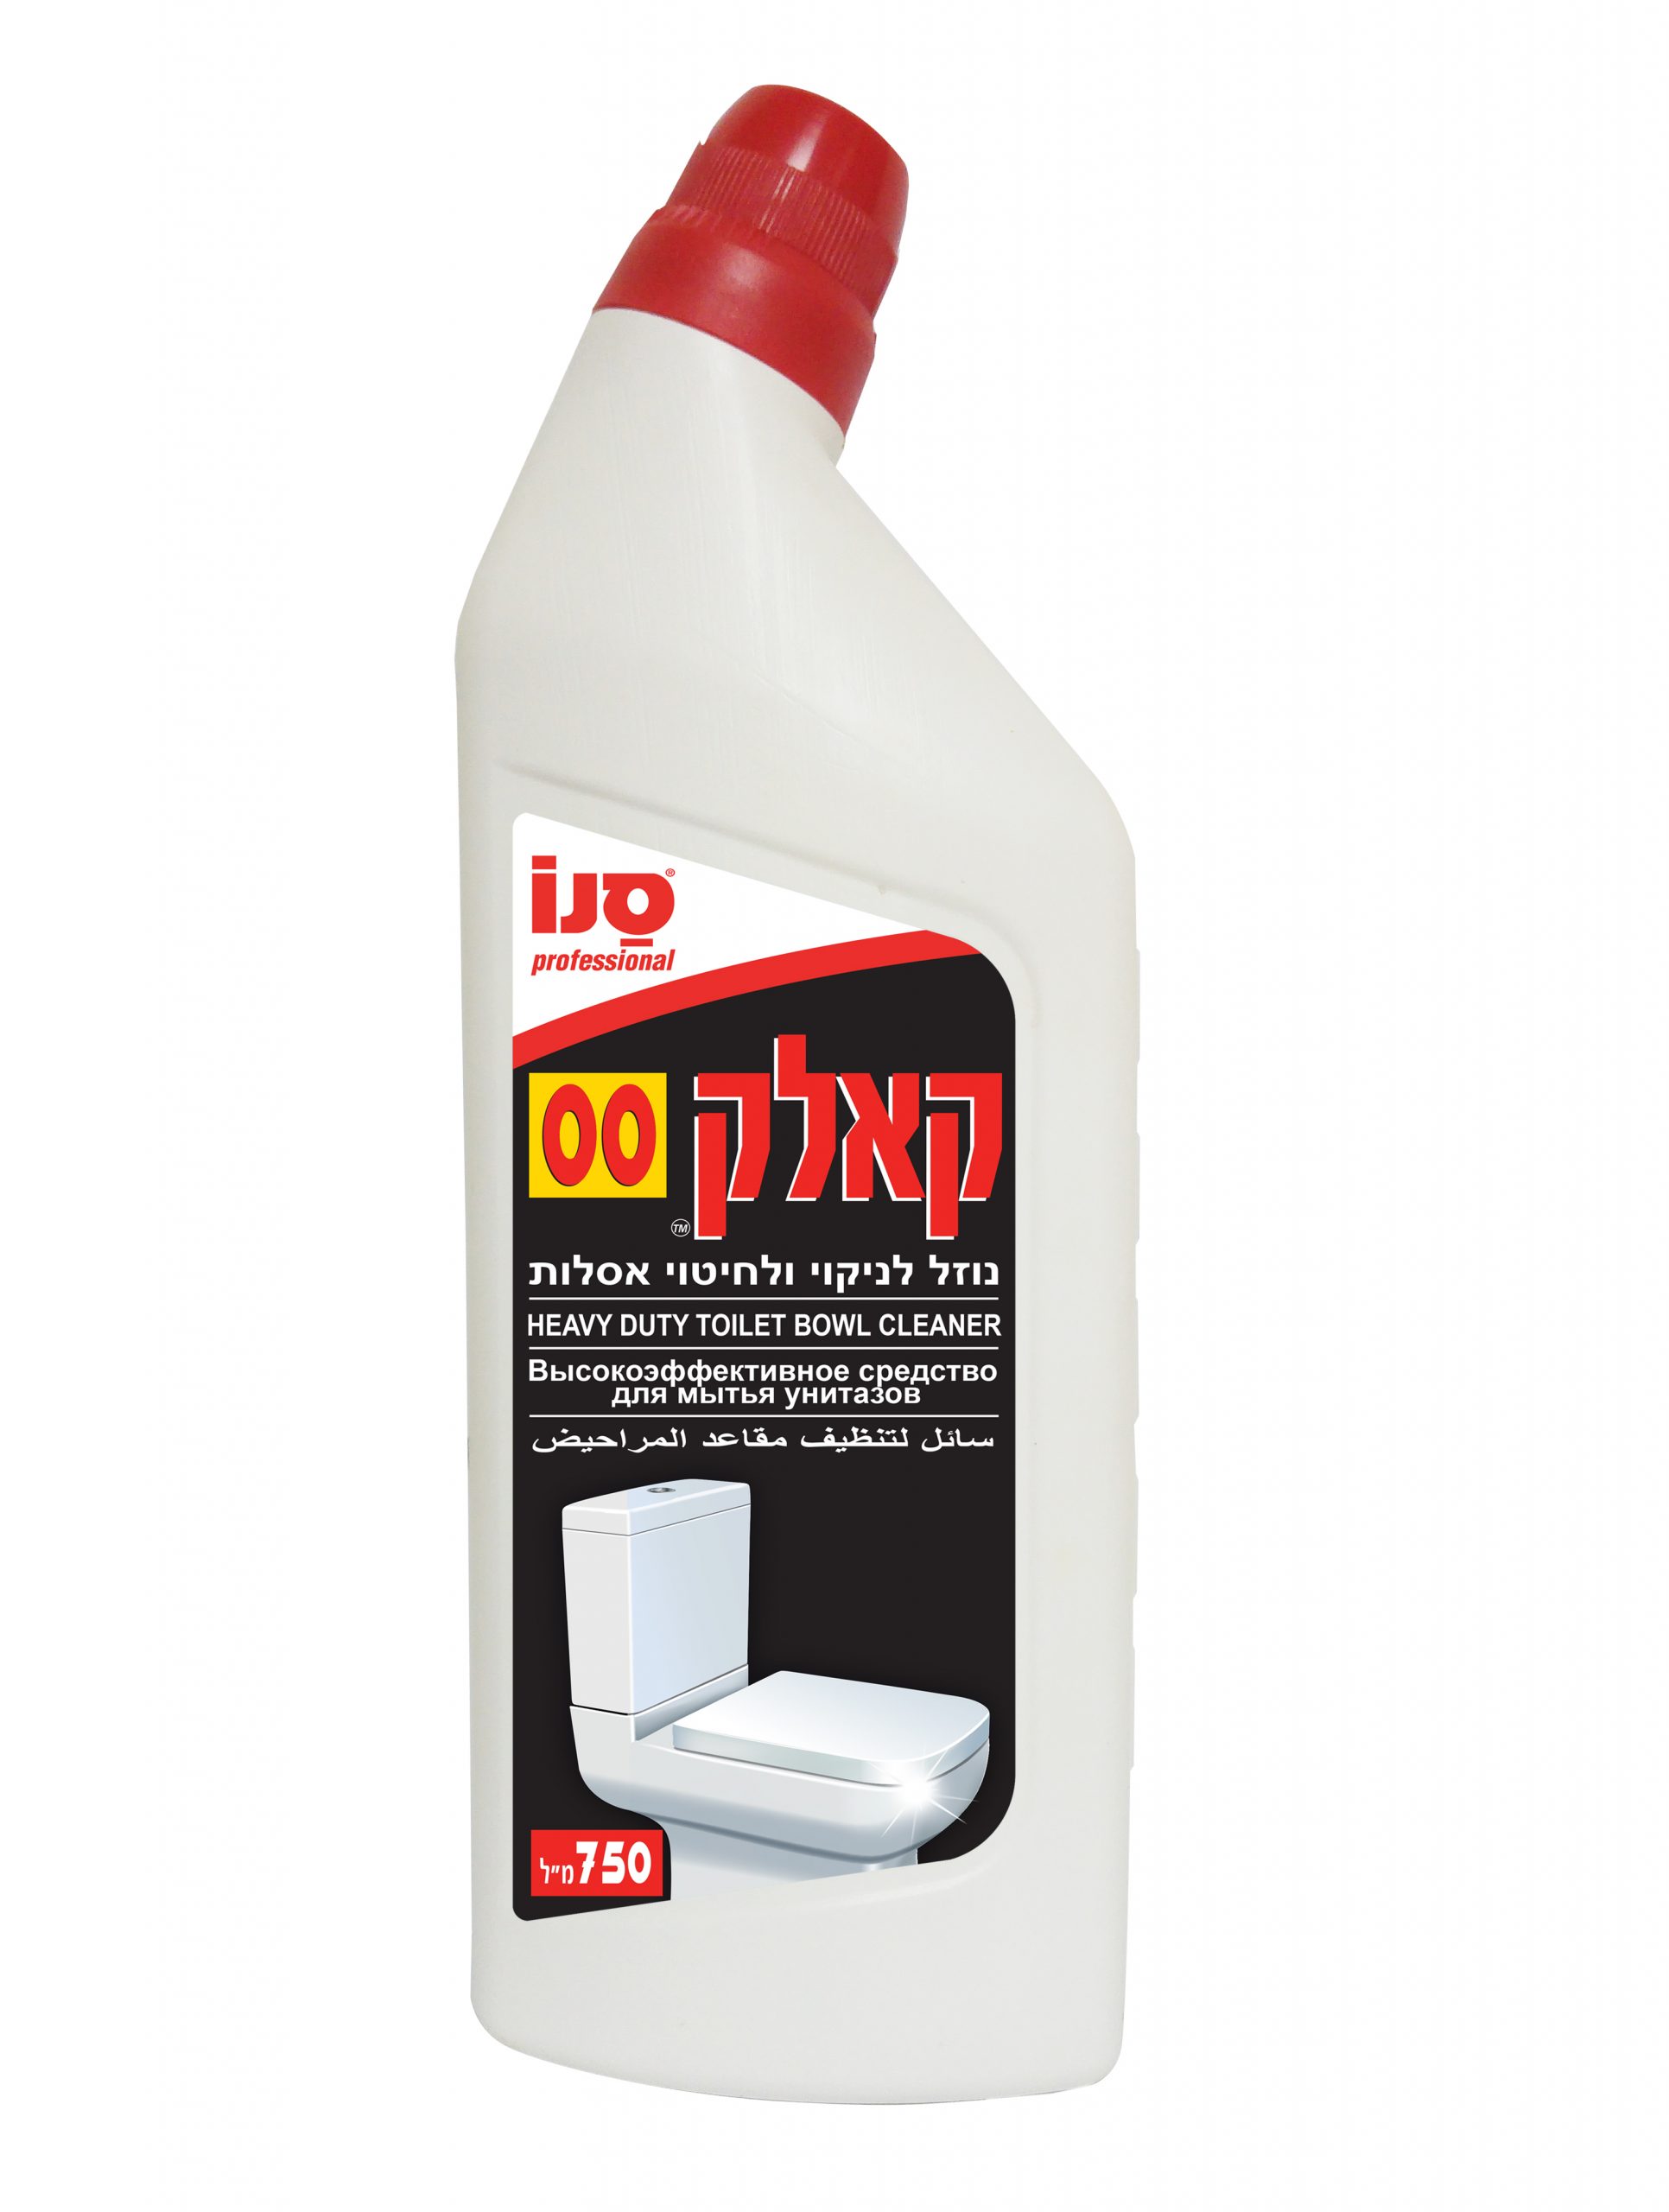 סנו®
professional
קאלק 00
TM
נוזל לניקוי ולחיטוי אסלות
HEAVY DUTY TOILET BOWL CLEANER
Высокоэффективное средство
для мытья унитазов
سائل لتنظيف مقاعد المراحيض
750 מ"ל